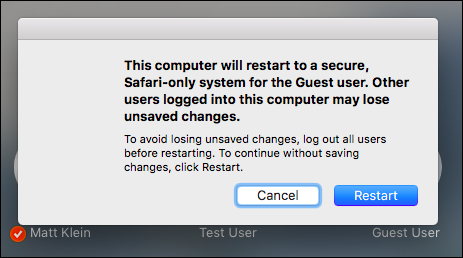 This computer will restart to a secure,
Safari-only system for the Guest user. Other
users logged into this computer may lose
unsaved changes.
To avoid losing unsaved changes, log out all users
before restarting. To continue without saving
changes, click Restart.
Cancel Restart
Matt Klein Test User Guest User